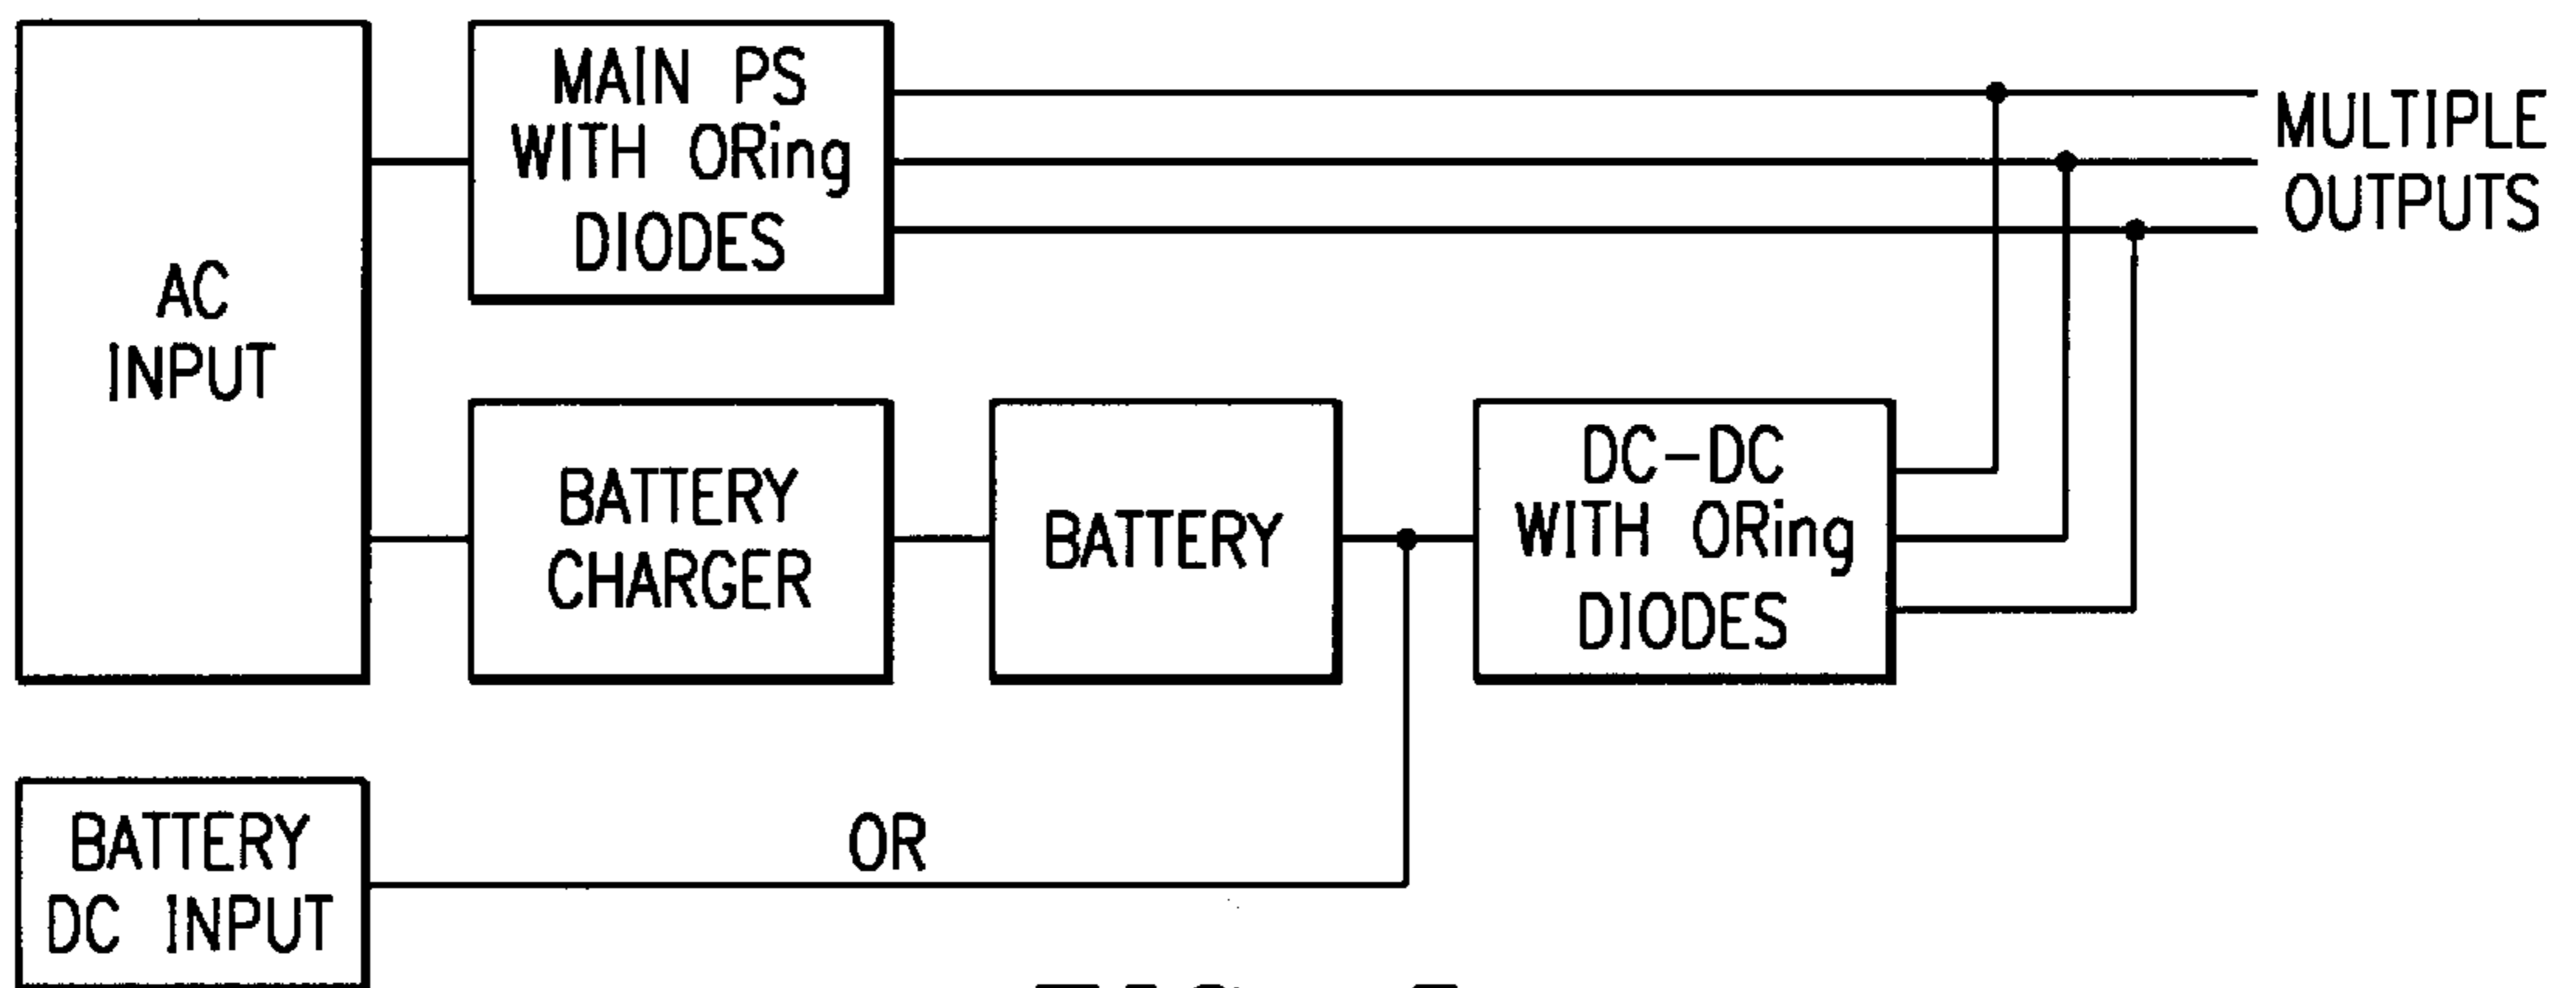 AC
INPUT
MAIN PS
WITH ORing
DIODES
MULTIPLE
OUTPUTS
BATTERY
CHARGER
BATTERY
DC-DC
WITH ORing
DIODES
BATTERY
DC INPUT
OR